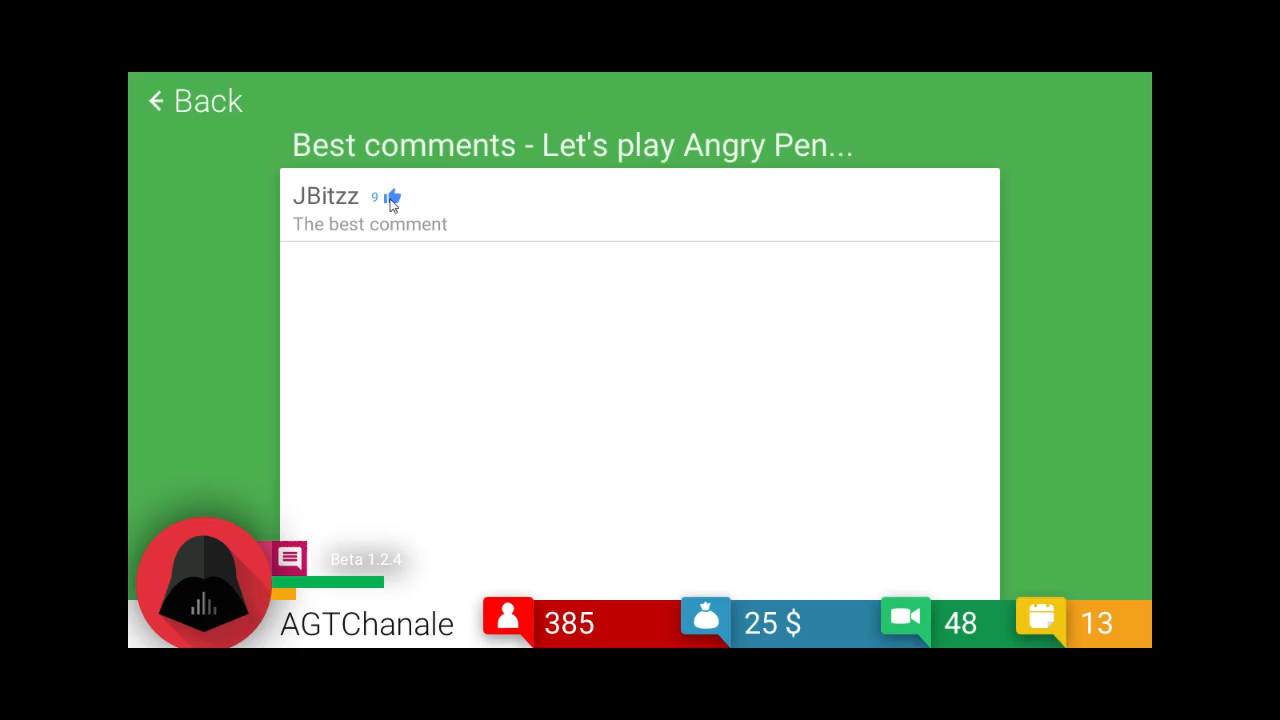 Back
Best comments - Let's play Angry Pen...
JBitzz 9
The best comment
Beta 1.2.4
AGTChanale 385 25 $ 48 13